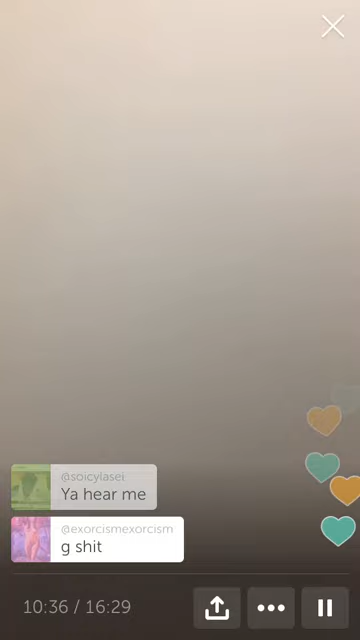 @soicylasei
Ya hear me
@exorcismexorcism
g shit
10:36 / 16:29